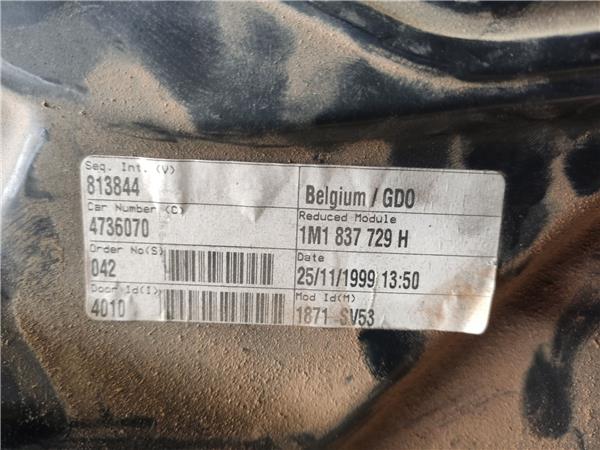 Seq. Int. (V)
813844
Belgium / GDO
Car Number (C)
4736070
Reduced Module
1M1 837 729 H
Order No(S)
042
Date
25/11/1999 13:50
Door Id(I)
4010
Mod Id(M)
1871-SV53